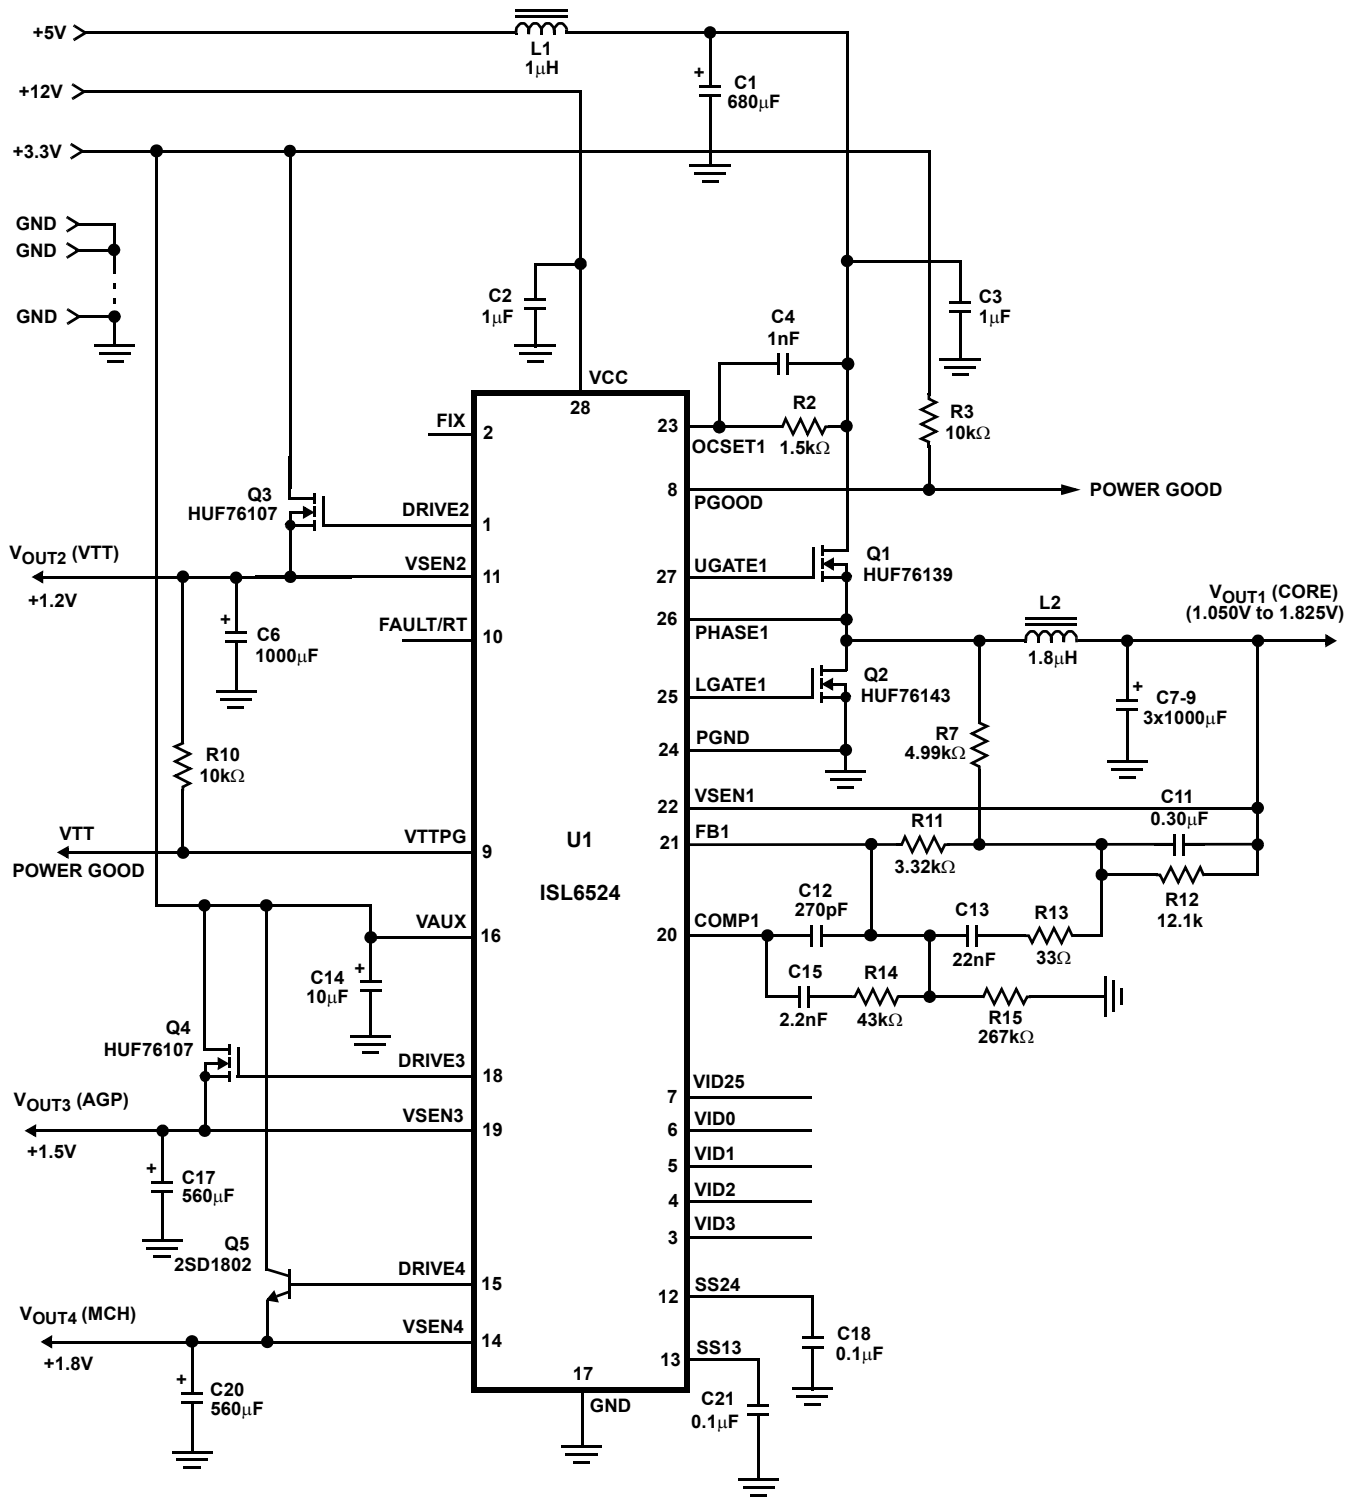 +5V
L1
1μH
+
C1
680μF
+12V
+3.3V
GND
GND
GND
C2
1μF
C3
1μF
C4
1nF
VCC
28
FIX
2
23
OCSET1
R2
1.5kΩ
R3
10kΩ
Q3
HUF76107
DRIVE2
1
8
PGOOD
POWER GOOD
VOUT2 (VTT)
+1.2V
VSEN2
11
27
UGATE1
Q1
HUF76139
+
C6
1000μF
FAULT/RT
10
26
PHASE1
L2
1.8μH
VOUT1 (CORE)
(1.050V to 1.825V)
25
LGATE1
Q2
HUF76143
+
C7-9
3x1000μF
24
PGND
R7
4.99kΩ
R10
10kΩ
22
VSEN1
C11
0.30μF
VTT
POWER GOOD
VTTPG
9
U1
ISL6524
21
FB1
R11
3.32kΩ
R12
12.1k
VAUX
16
20
COMP1
C12
270pF
C13
22nF
R13
33Ω
+
C14
10μF
C15
2.2nF
R14
43kΩ
R15
267kΩ
Q4
HUF76107
DRIVE3
18
7
VID25
VOUT3 (AGP)
+1.5V
VSEN3
19
6
VID0
5
VID1
4
VID2
3
VID3
+
C17
560μF
Q5
2SD1802
DRIVE4
15
12
SS24
C18
0.1μF
VOUT4 (MCH)
+1.8V
VSEN4
14
13
SS13
C21
0.1μF
+
C20
560μF
17
GND